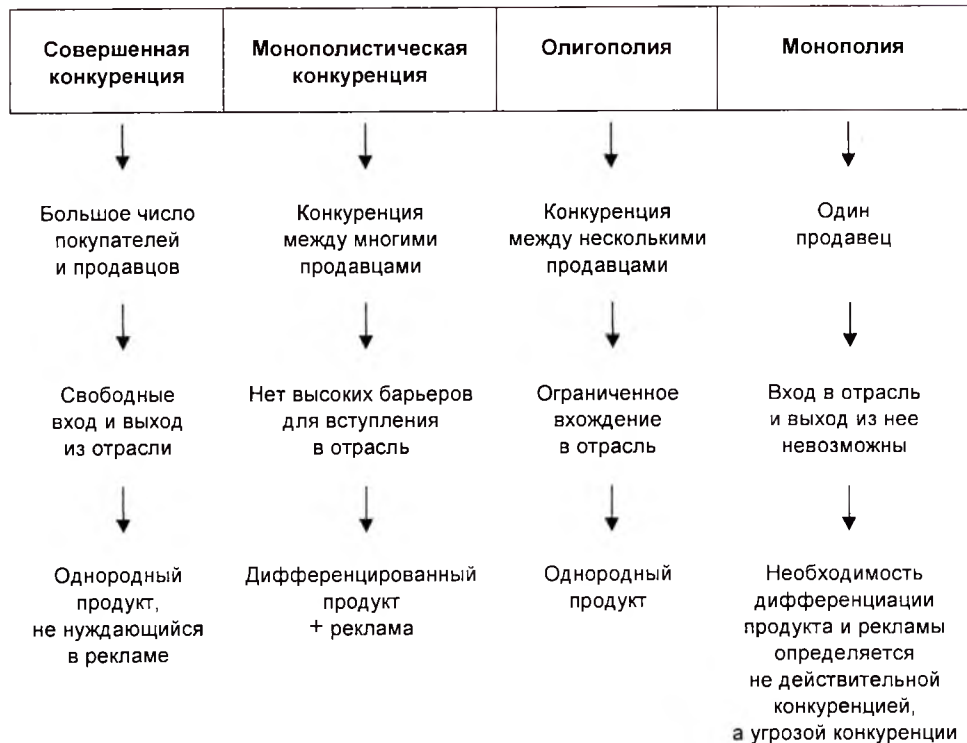 Совершенная
конкуренция
Монополистическая
конкуренция
Олигополия
Монополия
Большое число
покупателей
и продавцов
Конкуренция
между многими
продавцами
Конкуренция
между несколькими
продавцами
Один
продавец
Свободные
вход и выход
из отрасли
Нет высоких барьеров
для вступления
в отрасль
Ограниченное
вхождение
в отрасль
Вход в отрасль
и выход из нее
невозможны
Однородный
продукт,
не нуждающийся
в рекламе
Дифференцированный
продукт
+ реклама
Однородный
продукт
Необходимость
дифференциации
продукта и рекламы
определяется
не действительной
конкуренцией,
а угрозой конкуренции